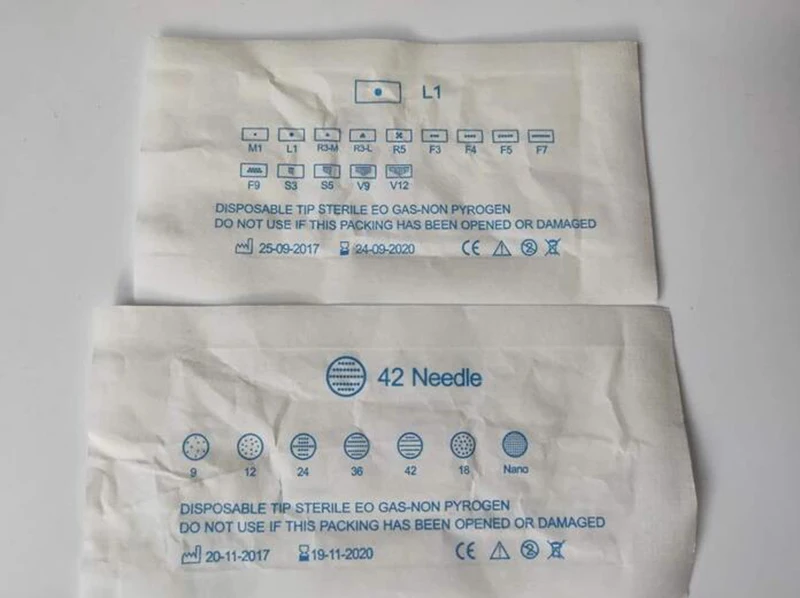 L1
M1 L1 R3-M R3-L R5 F3 F4 F5 F7
F9 S3 S5 V9 V12
DISPOSABLE TIP STERILE EO GAS-NON PYROGEN
DO NOT USE IF THIS PACKING HAS BEEN OPENED OR DAMAGED
25-09-2017 24-09-2020 CE
42 Needle
9 12 24 36 42 18 Nano
DISPOSABLE TIP STERILE EO GAS-NON PYROGEN
DO NOT USE IF THIS PACKING HAS BEEN OPENED OR DAMAGED
20-11-2017 19-11-2020 CE